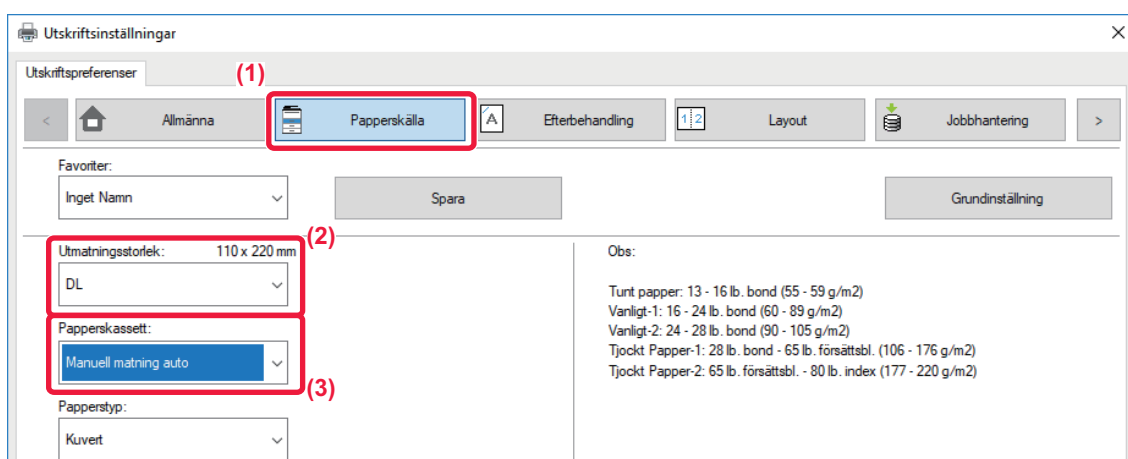 Utskriftsinställningar
Utskriftspreferenser
(1)
< Allmänna Papperskälla A Efterbehandling 1 2 Layout Jobbhantering >
Favoriter:
Inget Namn Spara Grundinställning
(2)
Utmatningsstorlek: 110 x 220 mm
DL
Papperskassett:
Manuell matning auto
(3)
Papperstyp:
Kuvert
Obs:
Tunt papper: 13 - 16 lb. bond (55 - 59 g/m2)
Vanligt-1: 16 - 24 lb. bond (60 - 89 g/m2)
Vanligt-2: 24 - 28 lb. bond (90 - 105 g/m2)
Tjockt Papper-1: 28 lb. bond - 65 lb. försättsbl. (106 - 176 g/m2)
Tjockt Papper-2: 65 lb. försättsbl. - 80 lb. index (177 - 220 g/m2)